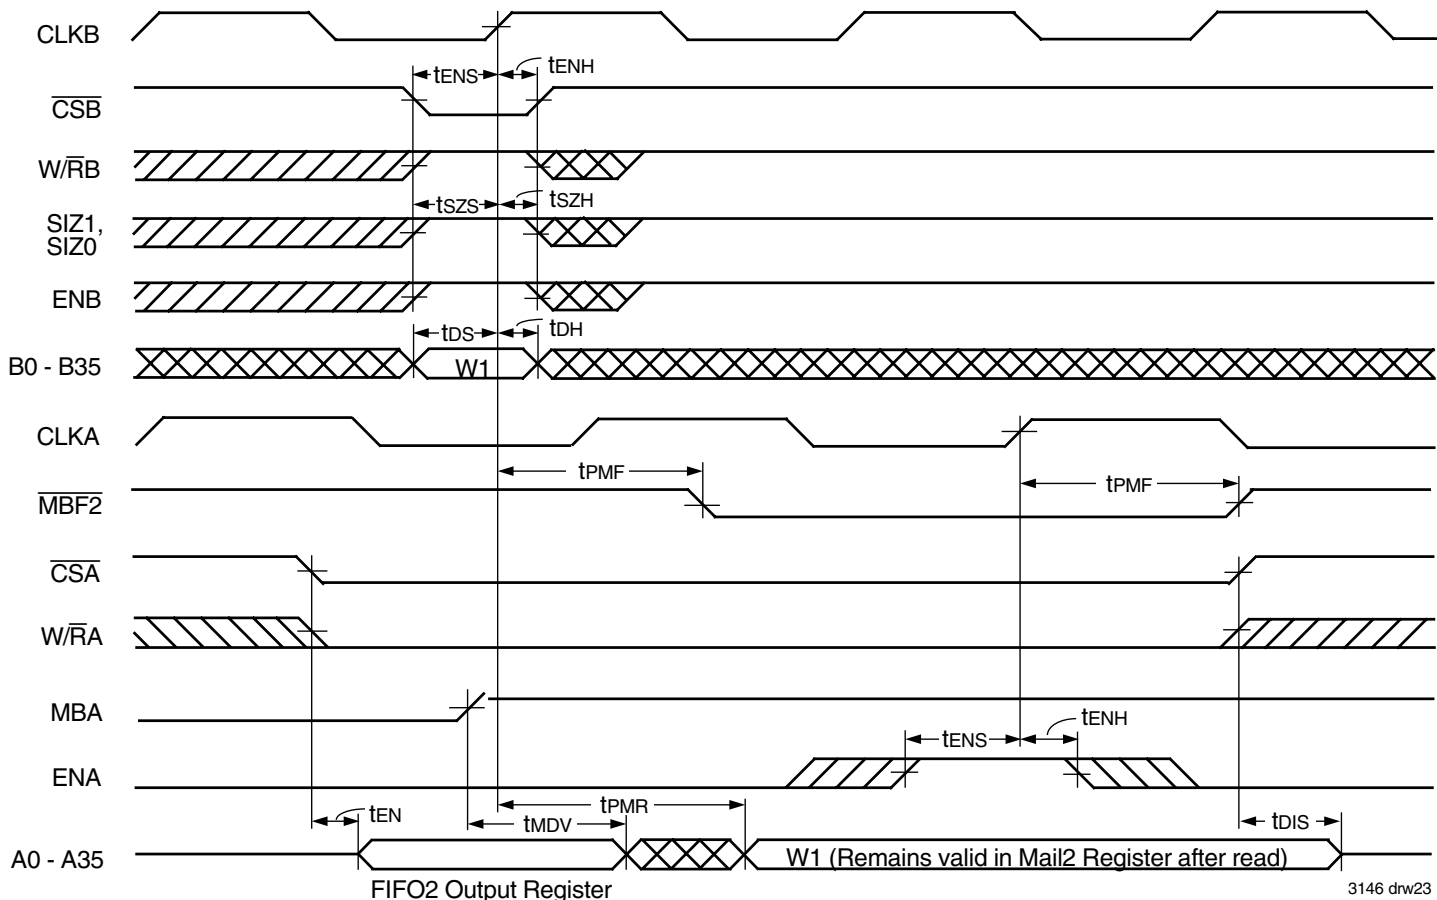 CLKB
tENS
tENH
CSB
W/RB
tSZS
tSZH
SIZ1,
SIZ0
ENB
tDS
tDH
B0 - B35
W1
CLKA
tPMF
tPMF
MBF2
CSA
W/RA
MBA
tENS
tENH
ENA
tEN
tPMR
tMDV
tDIS
A0 - A35
W1 (Remains valid in Mail2 Register after read)
FIFO2 Output Register
3146 drw23